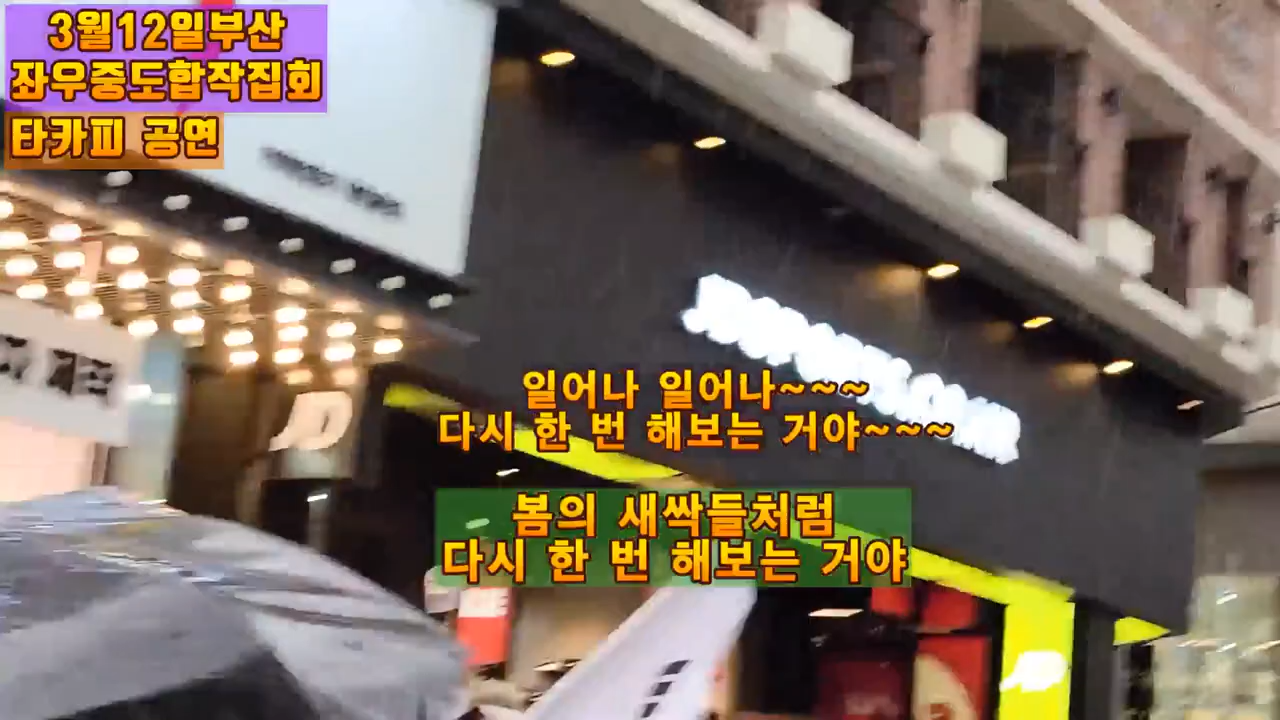 3월12일부산
좌우중도합작집회
타카피 공연
JD
일어나 일어나~~~
다시 한 번 해보는 거야~~~
봄의 새싹들처럼
다시 한 번 해보는 거야
JD